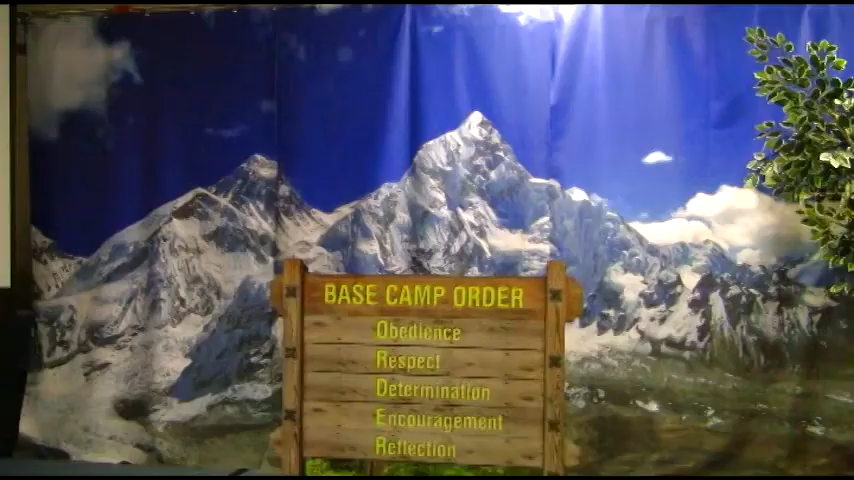 BASE CAMP ORDER
Obedience
Respect
Determination
Encouragement
Reflection